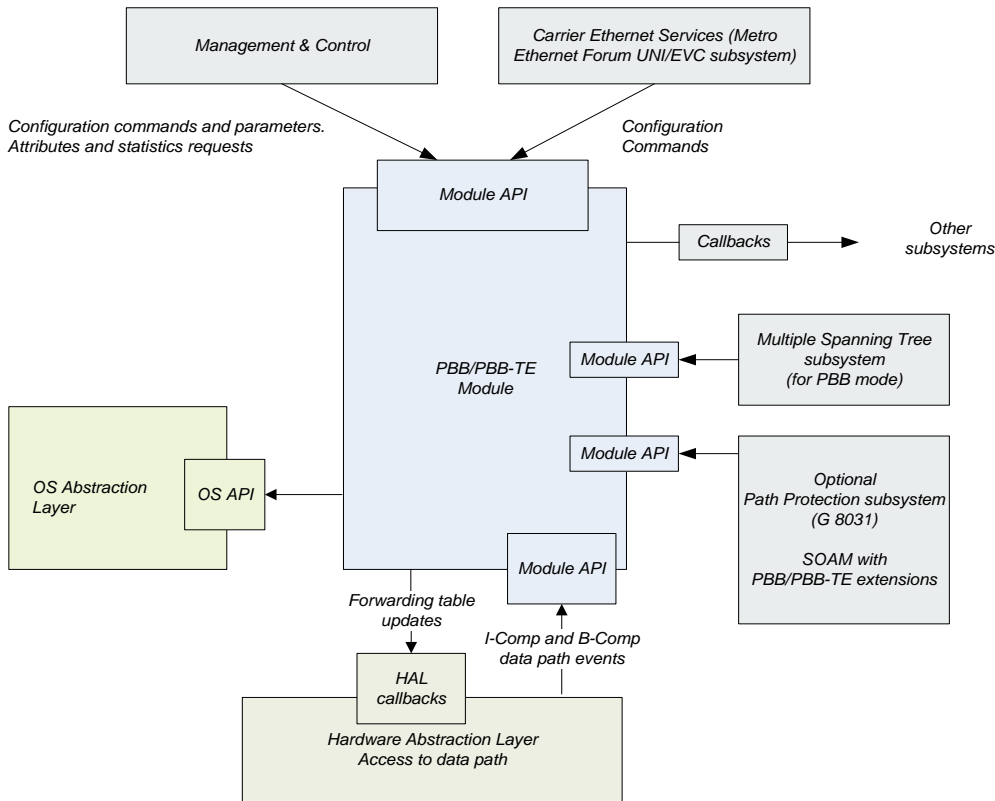 Management & Control
Carrier Ethernet Services (Metro
Ethernet Forum UNI/EVC subsystem)
Configuration commands and parameters.
Attributes and statistics requests
Configuration
Commands
Module API
Callbacks
Other
subsystems
PBB/PBB-TE
Module
Module API
Multiple Spanning Tree
subsystem
(for PBB mode)
Module API
Optional
Path Protection subsystem
(G 8031)
SOAM with
PBB/PBB-TE extensions
OS Abstraction
Layer
OS API
Module API
Forwarding table
updates
I-Comp and B-Comp
data path events
HAL
callbacks
Hardware Abstraction Layer
Access to data path